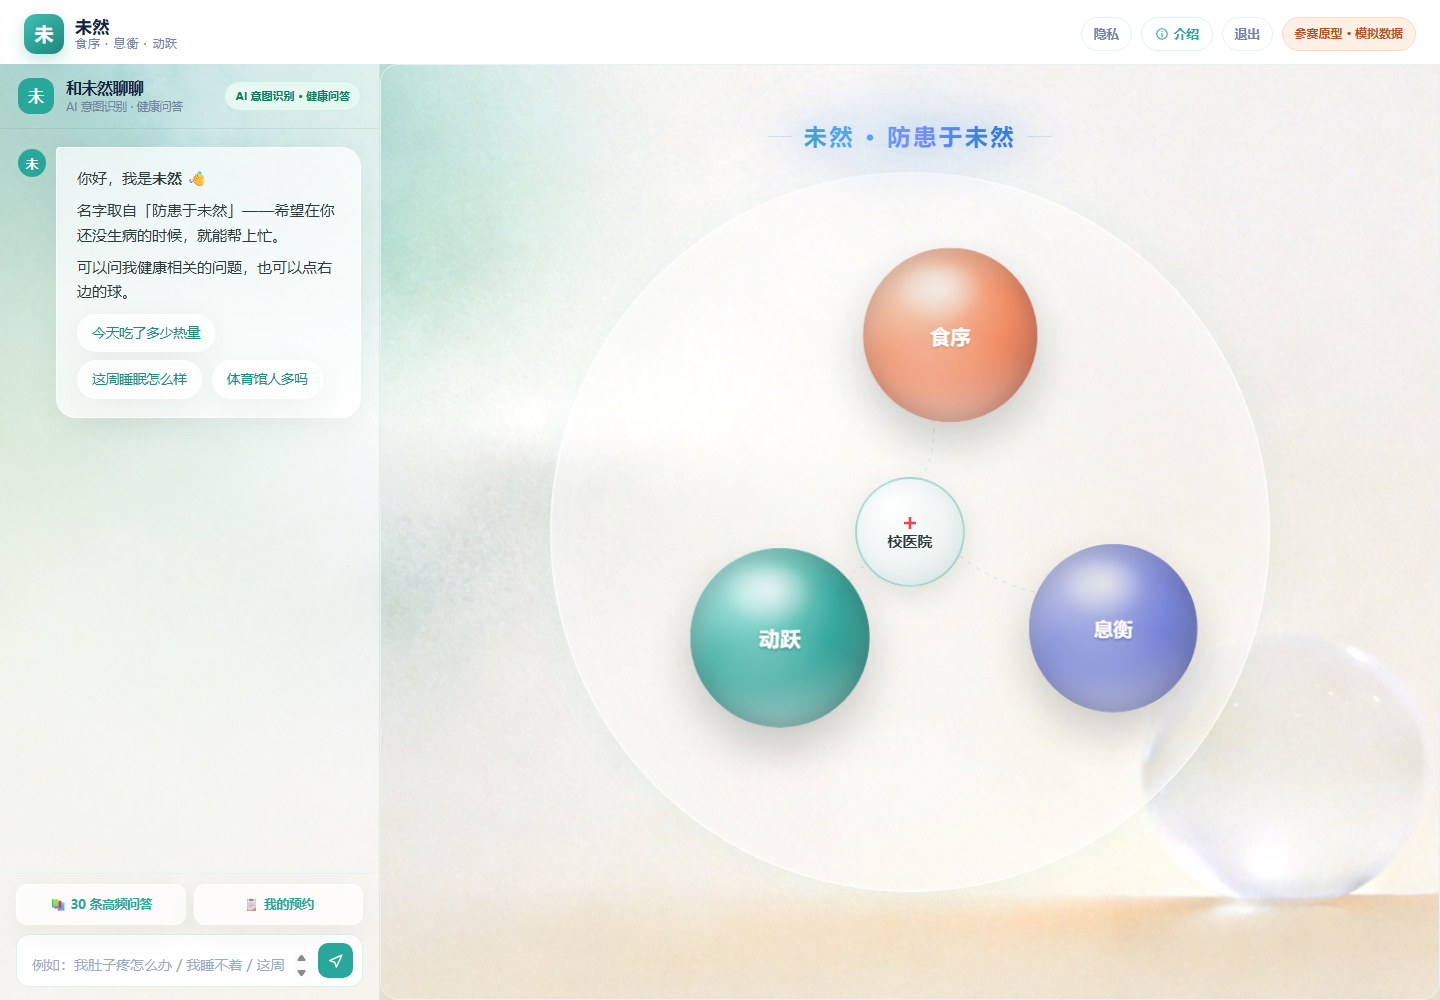 未
未然
食序 · 息衡 · 动跃
隐私
介绍
退出
参赛原型 • 模拟数据
未
和未然聊聊
AI 意图识别 · 健康问答
AI 意图识别 • 健康问答
未
你好，我是未然 👋
名字取自「防患于未然」——希望在你
还没生病的时候，就能帮上忙。
可以问我健康相关的问题，也可以点右
边的球。
今天吃了多少热量
这周睡眠怎么样
体育馆人多吗
30 条高频问答
我的预约
例如：我肚子疼怎么办 / 我睡不着 / 这周
未然 • 防患于未然
食序
校医院
动跃
息衡